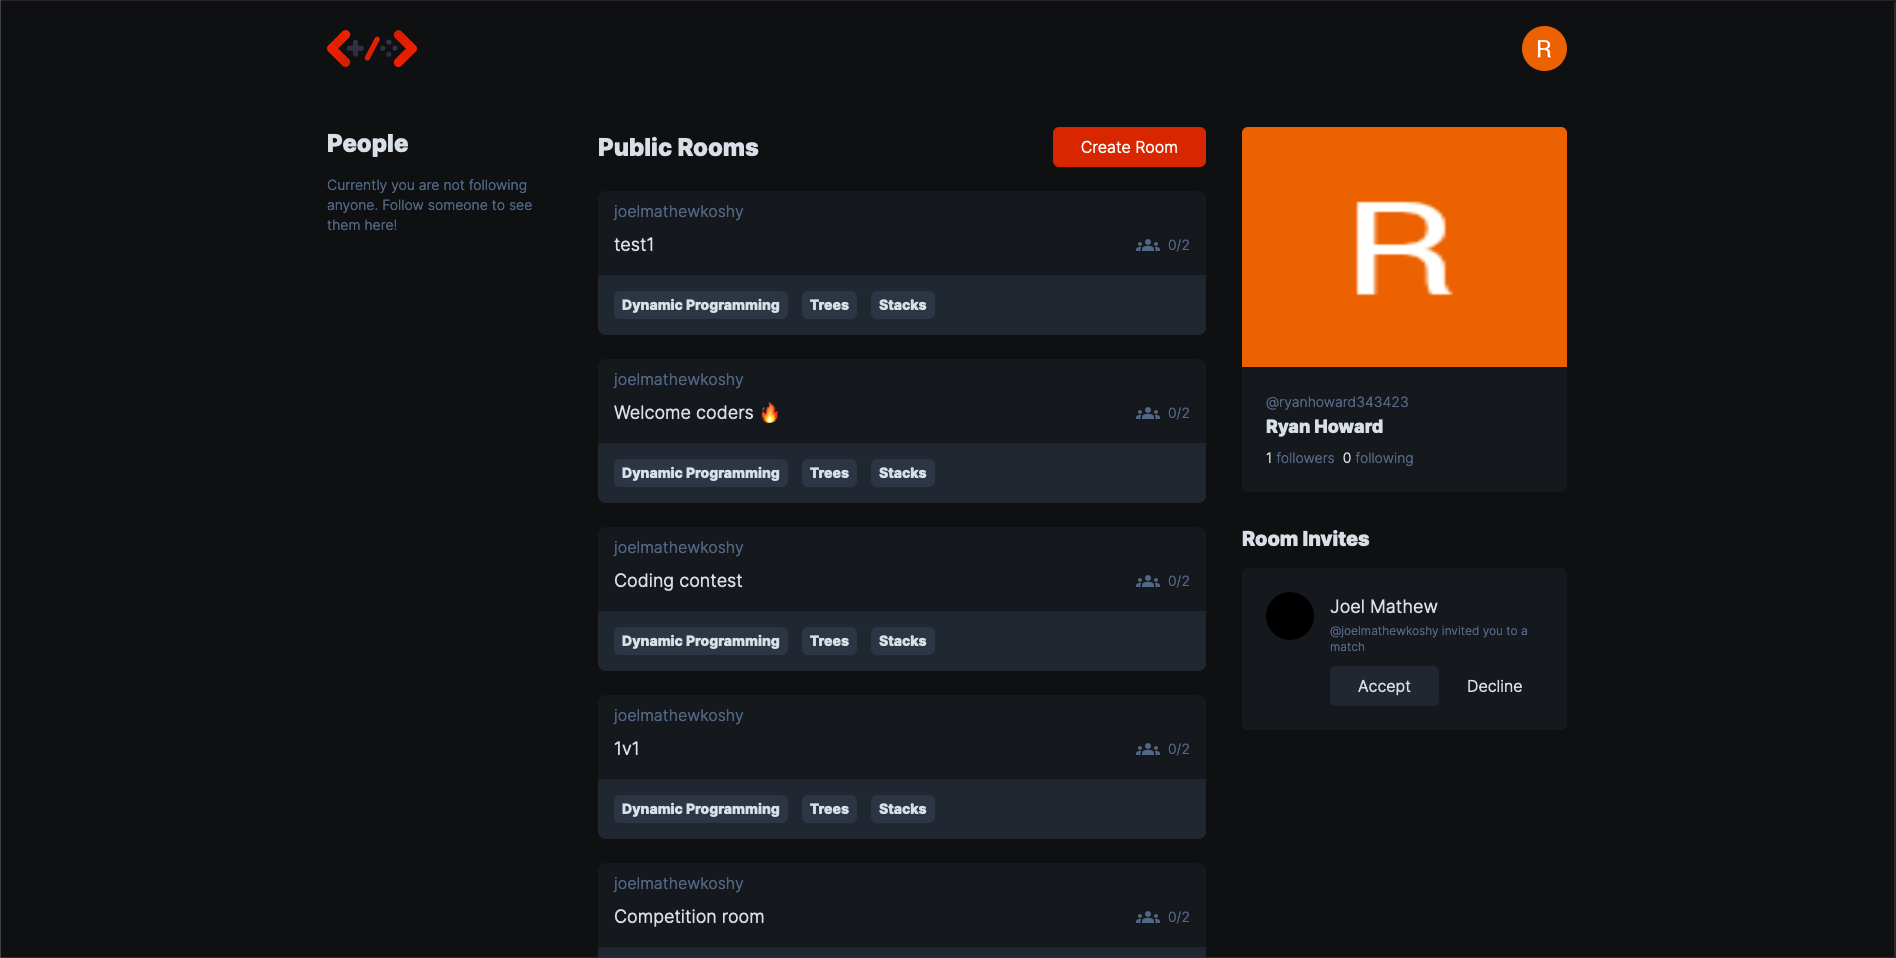 R
People
Currently you are not following
anyone. Follow someone to see
them here!
Public Rooms
Create Room
joelmathewkoshy
test1
0/2
Dynamic Programming Trees Stacks
joelmathewkoshy
Welcome coders 🔥
0/2
Dynamic Programming Trees Stacks
joelmathewkoshy
Coding contest
0/2
Dynamic Programming Trees Stacks
joelmathewkoshy
1v1
0/2
Dynamic Programming Trees Stacks
joelmathewkoshy
Competition room
0/2
R
@ryanhoward343423
Ryan Howard
1 followers 0 following
Room Invites
Joel Mathew
@joelmathewkoshy invited you to a
match
Accept
Decline